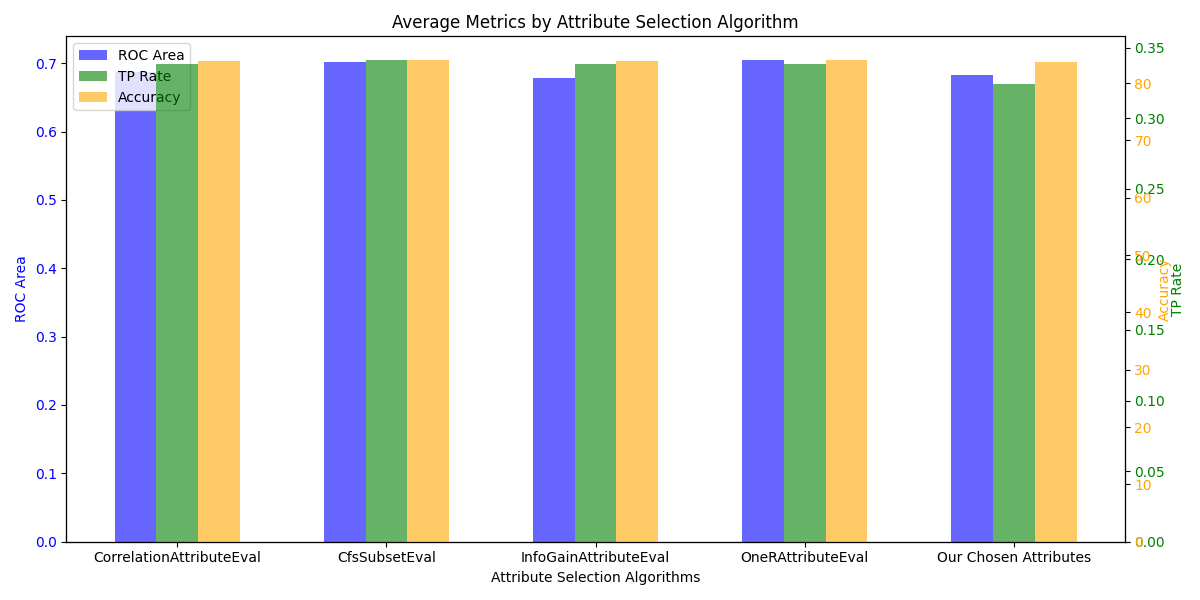 Average Metrics by Attribute Selection Algorithm
ROC Area
TP Rate
Accuracy
0.7
0.6
0.5
0.4
0.3
0.2
0.1
0.0
ROC Area
0.35
0.30
0.25
0.20
0.15
0.10
0.05
0.00
80
70
60
50
40
30
20
10
0
Accuracy
TP Rate
CorrelationAttributeEval
CfsSubsetEval
InfoGainAttributeEval
OneRAttributeEval
Our Chosen Attributes
Attribute Selection Algorithms